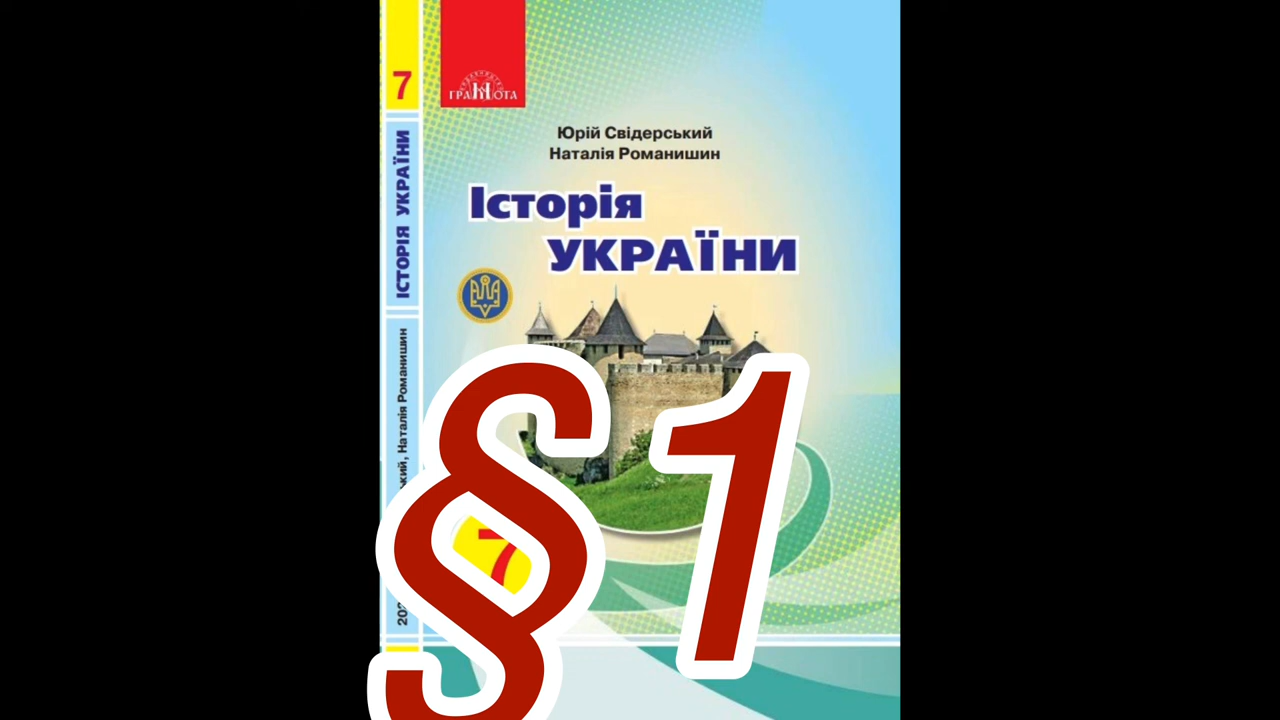 7
ІСТОРІЯ УКРАЇНИ
Наталія Романишин
ГРАМОТА
Юрій Свідерський
Наталія Романишин
Історія
УКРАЇНИ
7
§1